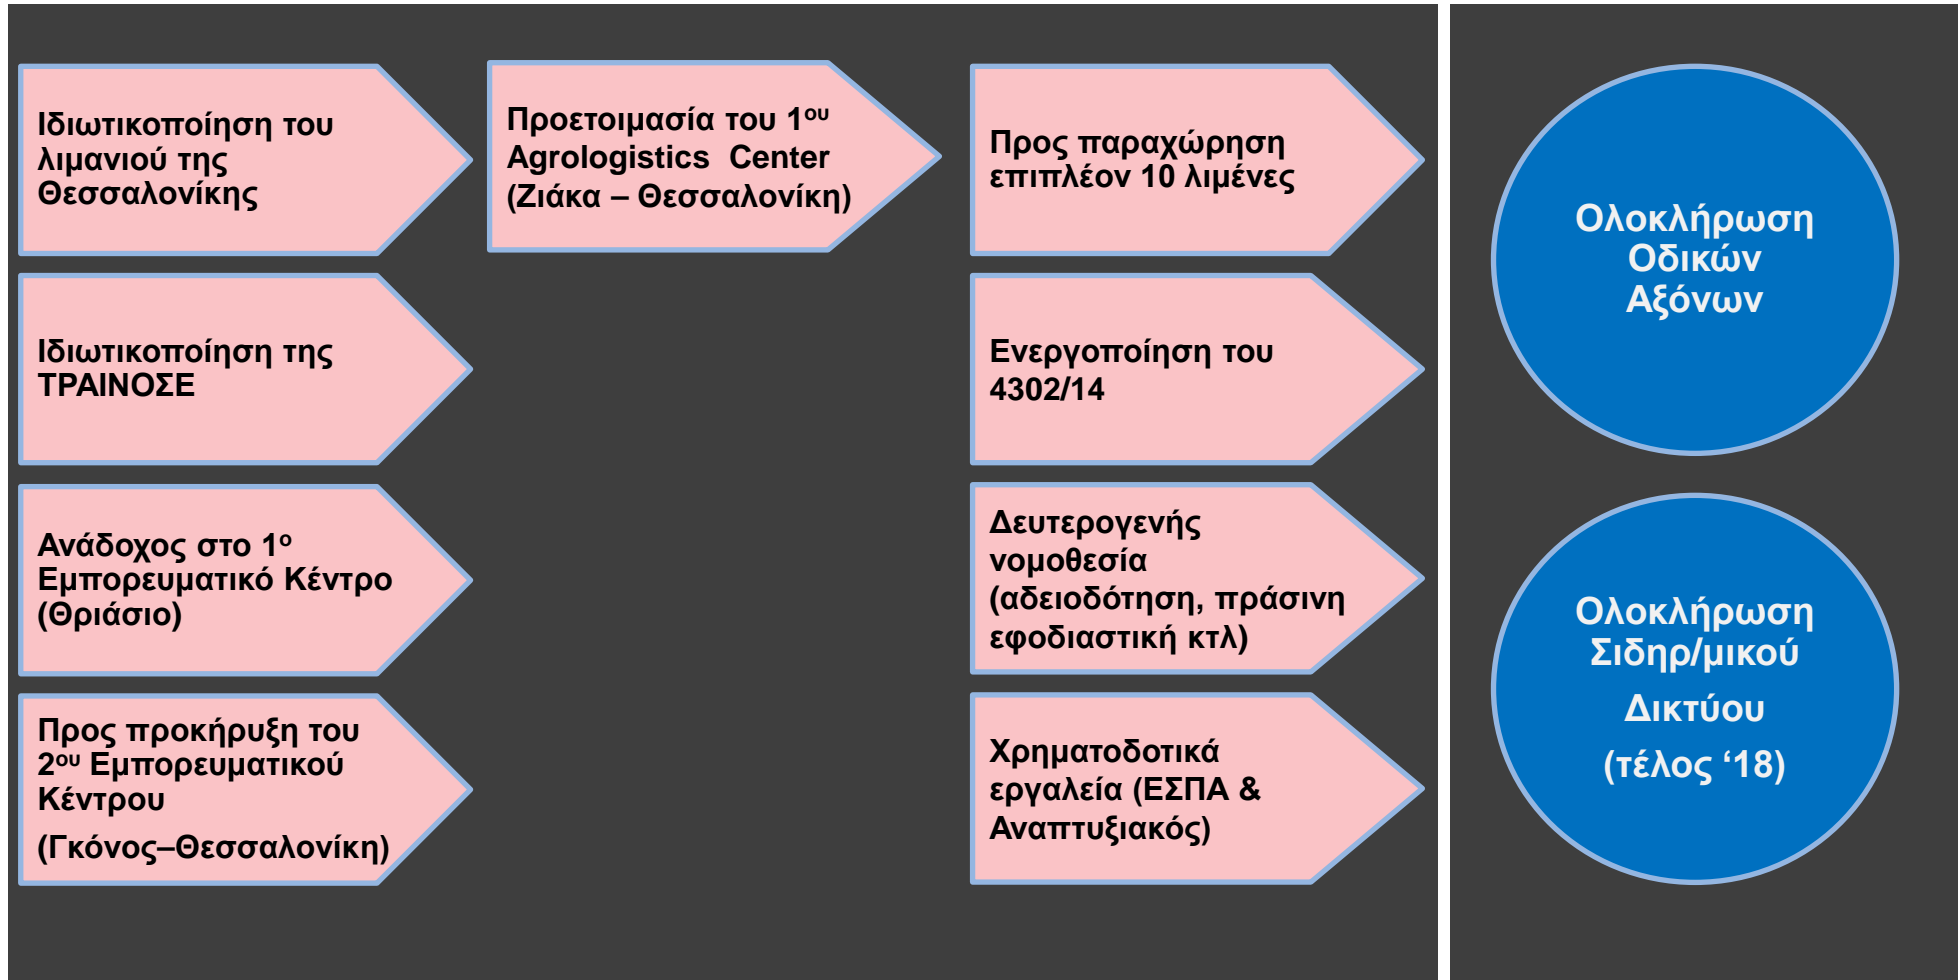 Ιδιωτικοποίηση του
λιμανιού της
Θεσσαλονίκης
Ιδιωτικοποίηση της
ΤΡΑΙΝΟΣΕ
Ανάδοχος στο 1ο
Εμπορευματικό Κέντρο
(Θριάσιο)
Προς προκήρυξη του
2ου Εμπορευματικού
Κέντρου
(Γκόνος–Θεσσαλονίκη)
Προετοιμασία του 1ου
Agrologistics Center
(Ζιάκα – Θεσσαλονίκη)
Προς παραχώρηση
επιπλέον 10 λιμένες
Ενεργοποίηση του
4302/14
Δευτερογενής
νομοθεσία
(αδειοδότηση, πράσινη
εφοδιαστική κτλ)
Χρηματοδοτικά
εργαλεία (ΕΣΠΑ &
Αναπτυξιακός)
Ολοκλήρωση
Οδικών
Αξόνων
Ολοκλήρωση
Σιδηρ/μικού
Δικτύου
(τέλος ‘18)